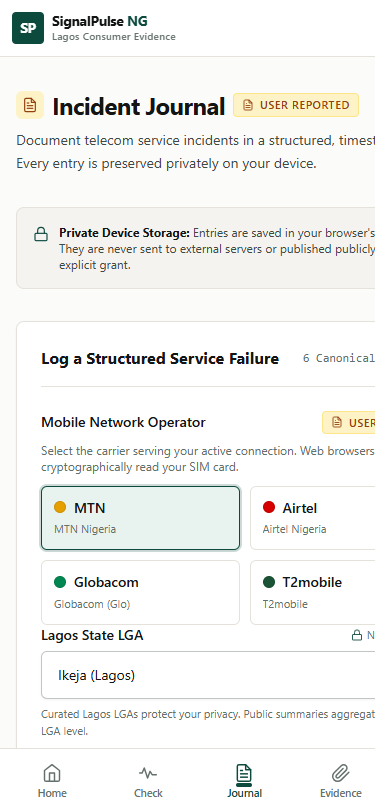 SP
SignalPulse NG
Lagos Consumer Evidence
Incident Journal
USER REPORTED
Document telecom service incidents in a structured,
Every entry is preserved privately on your device.
Private Device Storage: Entries are saved in your browser's
They are never sent to external servers or published publicly
explicit grant.
Log a Structured Service Failure
6 Canonical
Mobile Network Operator
USER
Select the carrier serving your active connection. Web browsers
cryptographically read your SIM card.
MTN
MTN Nigeria
Airtel
Airtel Nigeria
Globacom
Globacom (Glo)
T2mobile
T2mobile
Lagos State LGA
Ikeja (Lagos)
Curated Lagos LGAs protect your privacy. Public summaries
LGA level.
Home
Check
Journal
Evidence